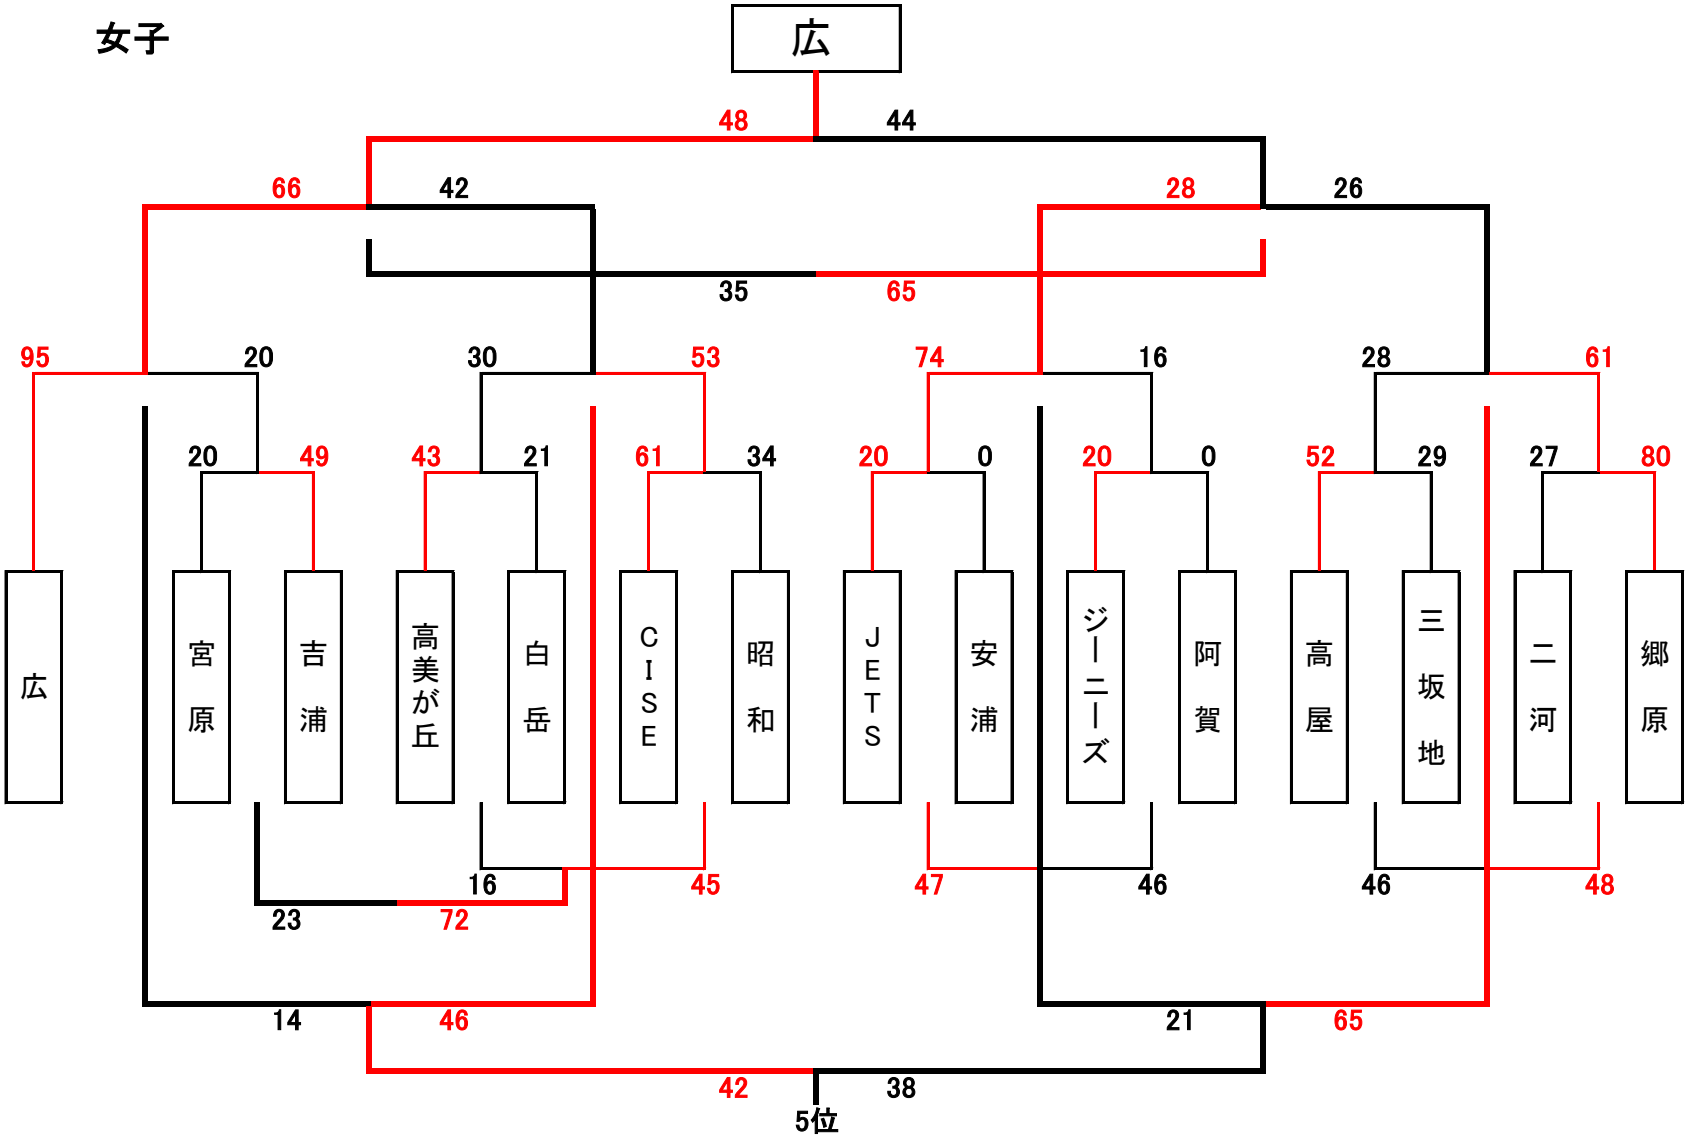 女子
広
48 44
66 42 28 26
35 65
95 20 30 53 74 16 28 61
20 49 43 21 61 34 20 0 20 0 52 29 27 80
広
宮原
吉浦
高美が丘
白岳
CISE
昭和
JETS
安浦
ジーニーズ
阿賀
高屋
三坂地
二河
郷原
16 45 47 46 46 48
23 72
14 46 21 65
42 38
5位